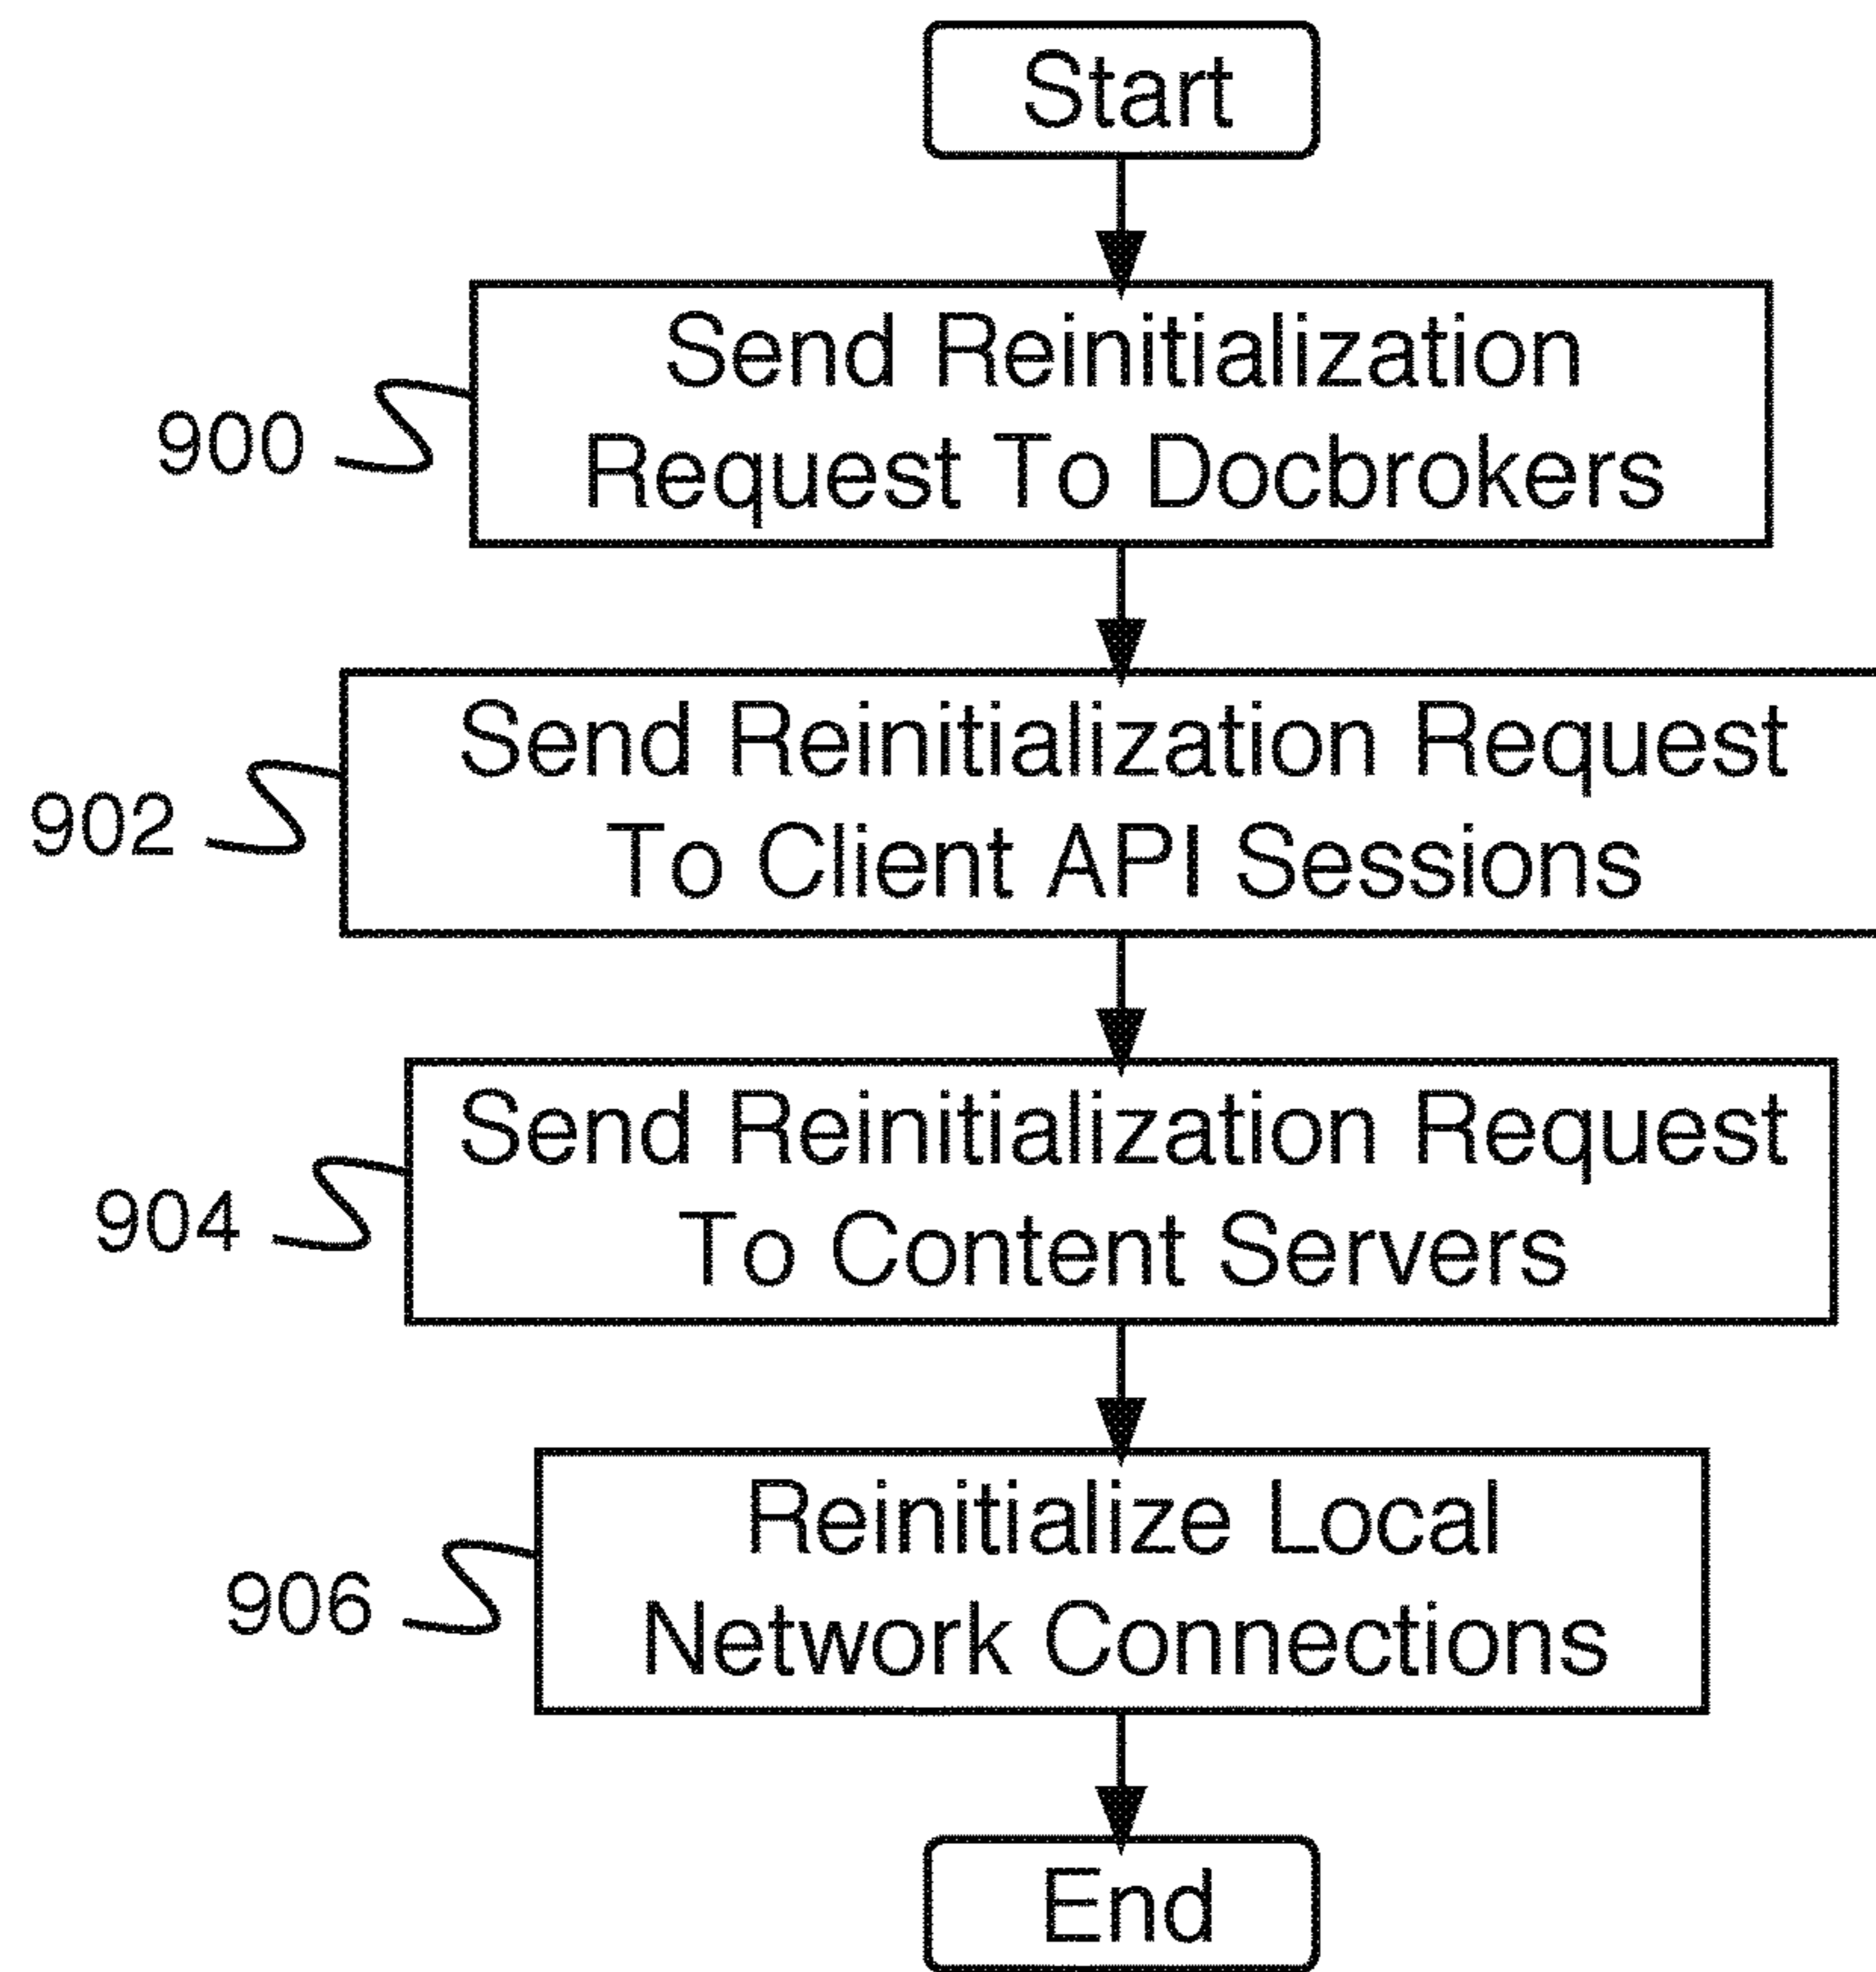 Start
Send Reinitialization
Request To Docbrokers
900
Send Reinitialization Request
To Client API Sessions
902
Send Reinitialization Request
To Content Servers
904
Reinitialize Local
Network Connections
906
End